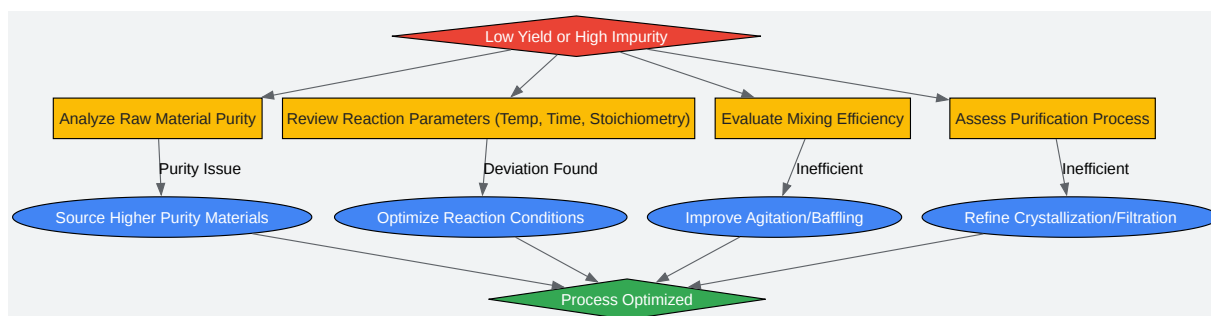 Low Yield or High Impurity
Analyze Raw Material Purity
Review Reaction Parameters (Temp, Time, Stoichiometry)
Evaluate Mixing Efficiency
Assess Purification Process
Purity Issue
Deviation Found
Inefficient
Inefficient
Source Higher Purity Materials
Optimize Reaction Conditions
Improve Agitation/Baffling
Refine Crystallization/Filtration
Process Optimized